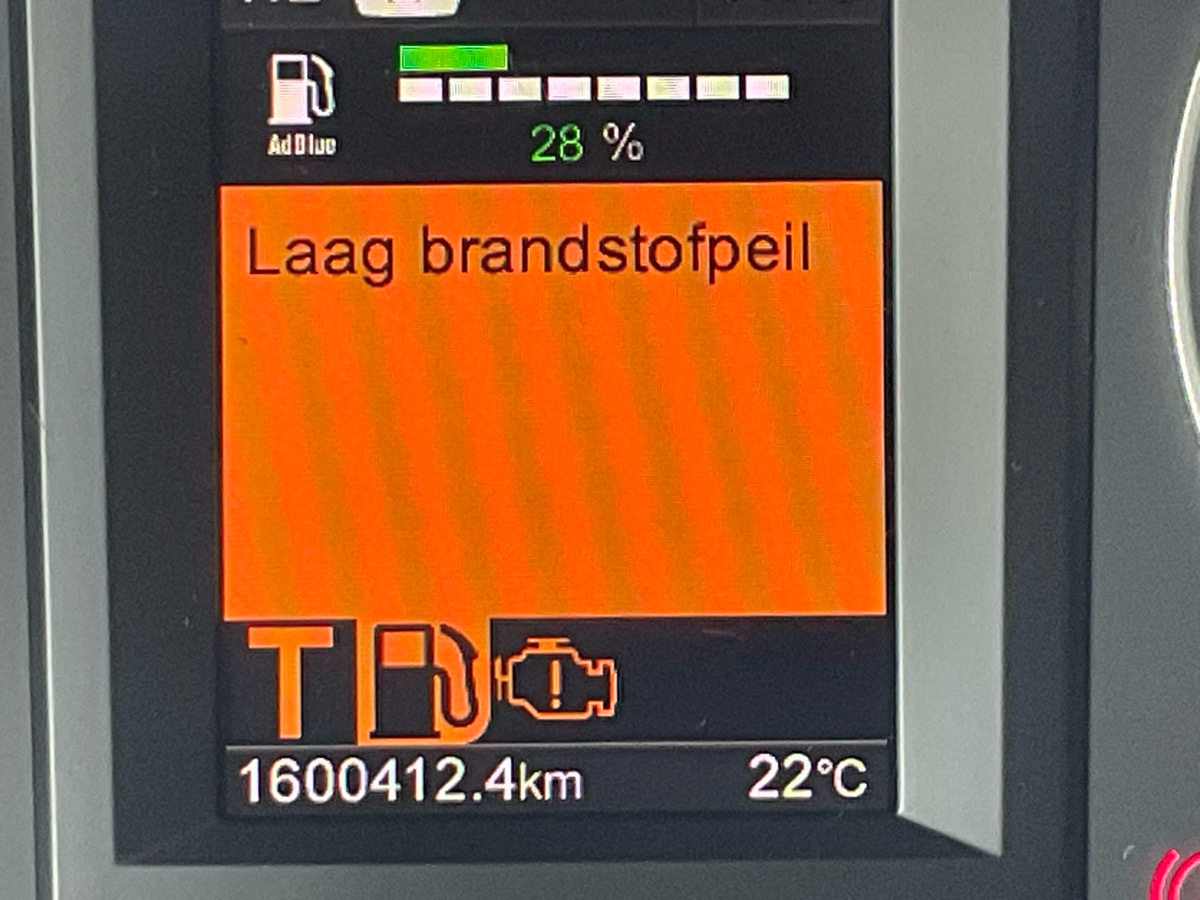 AdBlue
28 %
Laag brandstofpeil
T
1600412.4km 22°C